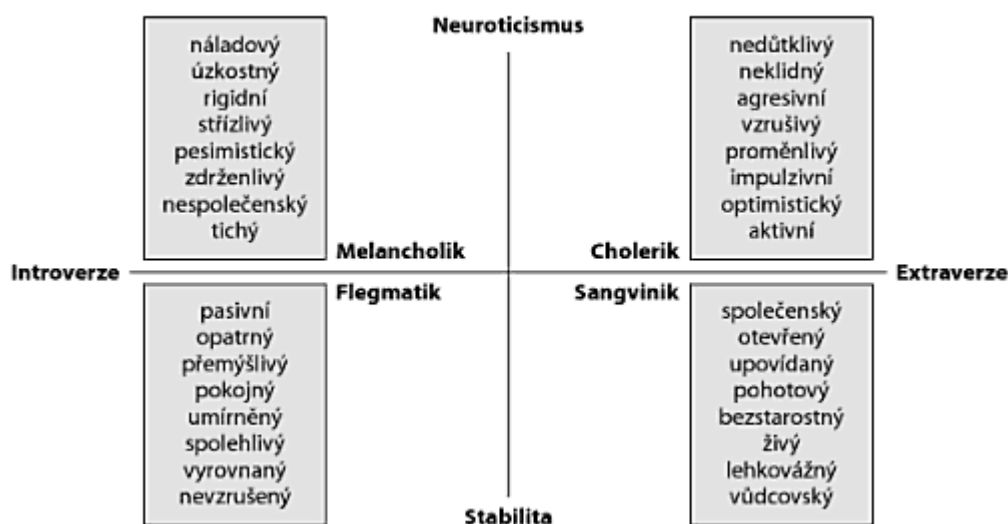 Neuroticismus
náladový
úzkostný
rigidní
střízlivý
pesimistický
zdrženlivý
nespolečenský
tichý
nedůtklivý
neklidný
agresivní
vzrušivý
proměnlivý
impulzivní
optimistický
aktivní
Melancholik
Cholerik
Introverze
Extraverze
Flegmatik
Sangvinik
pasivní
opatrný
přemýšlivý
pokojný
umírněný
spolehlivý
vyrovnaný
nevzrušený
společenský
otevřený
upovídaný
pohotový
bezstarostný
živý
lehkovážný
vůdcovský
Stabilita